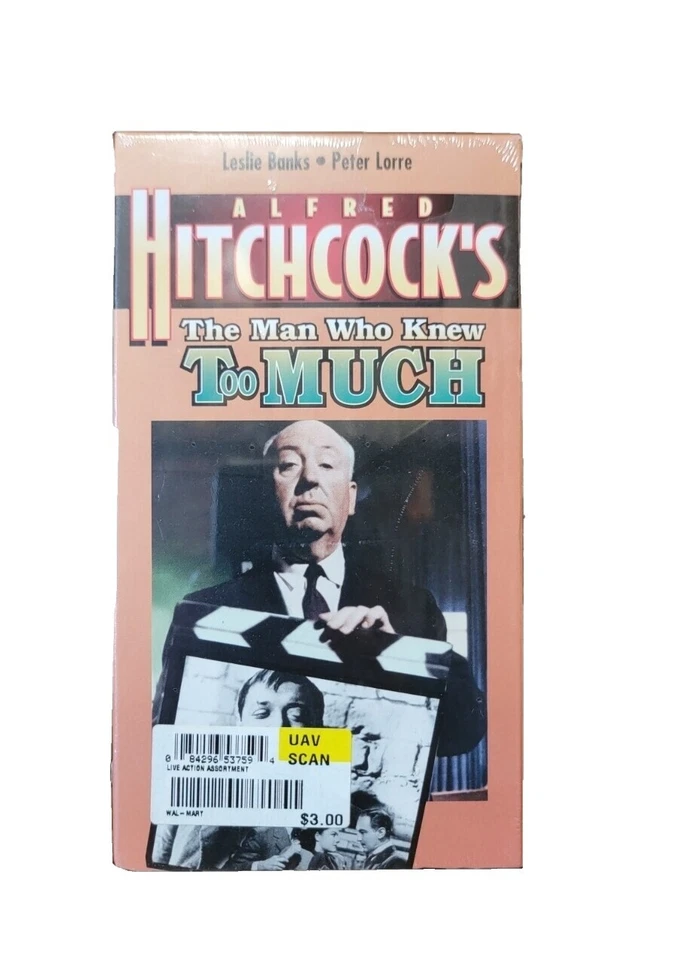 Leslie Banks • Peter Lorre
ALFRED
HITCHCOCK'S
The Man Who Knew
Too MUCH
UAV
SCAN
0 84296 53759 4
LIVE ACTION ASSORTMENT
WAL-MART
$3.00